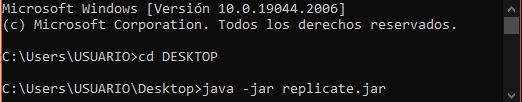 Microsoft Windows [Versión 10.0.19044.2006]
(c) Microsoft Corporation. Todos los derechos reservados.
C:\Users\USUARIO>cd DESKTOP
C:\Users\USUARIO\Desktop>java -jar replicate.jar